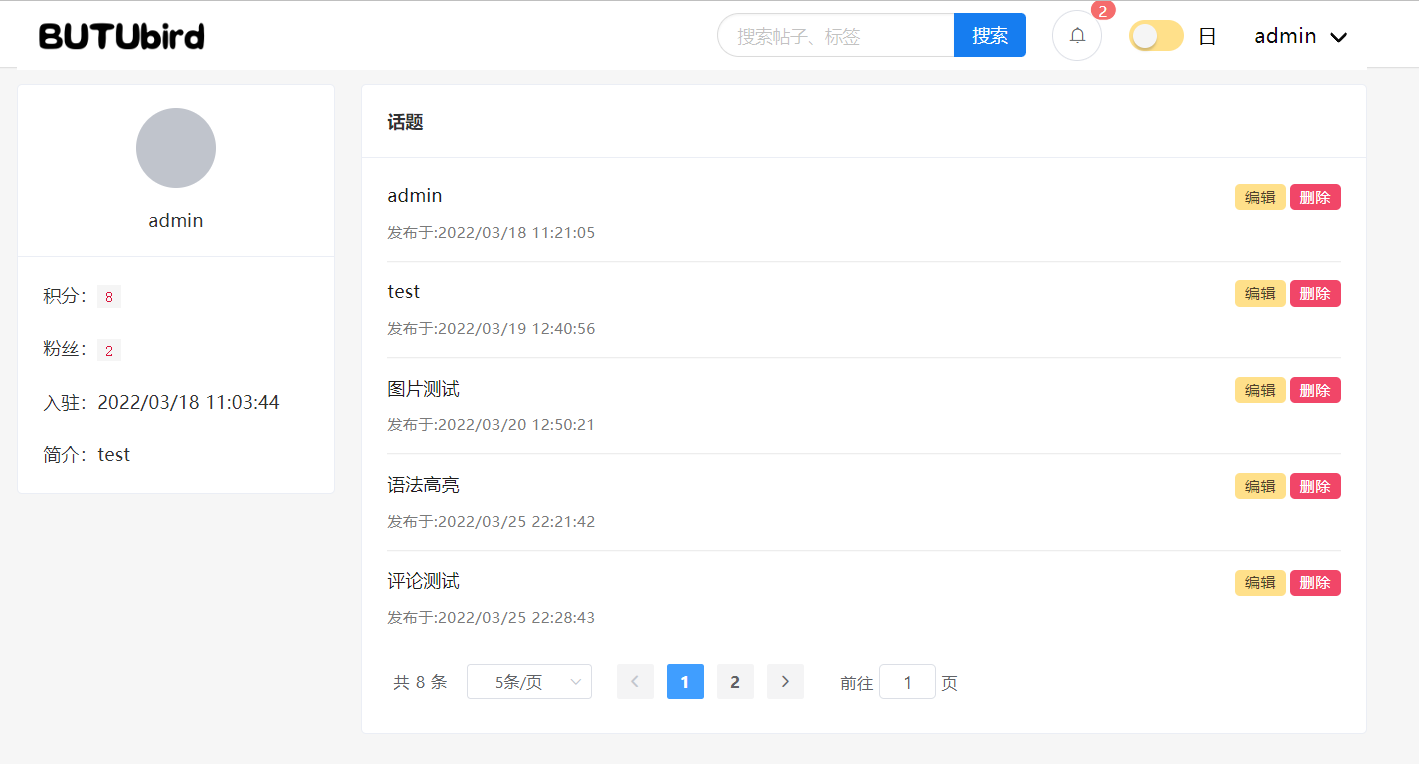 BUTUbird
搜索帖子、标签 搜索 2 日 admin
admin
积分： 8
粉丝： 2
入驻：2022/03/18 11:03:44
简介：test
话题
admin 编辑 删除
发布于:2022/03/18 11:21:05
test 编辑 删除
发布于:2022/03/19 12:40:56
图片测试 编辑 删除
发布于:2022/03/20 12:50:21
语法高亮 编辑 删除
发布于:2022/03/25 22:21:42
评论测试 编辑 删除
发布于:2022/03/25 22:28:43
共 8 条 5条/页 1 2 前往 1 页